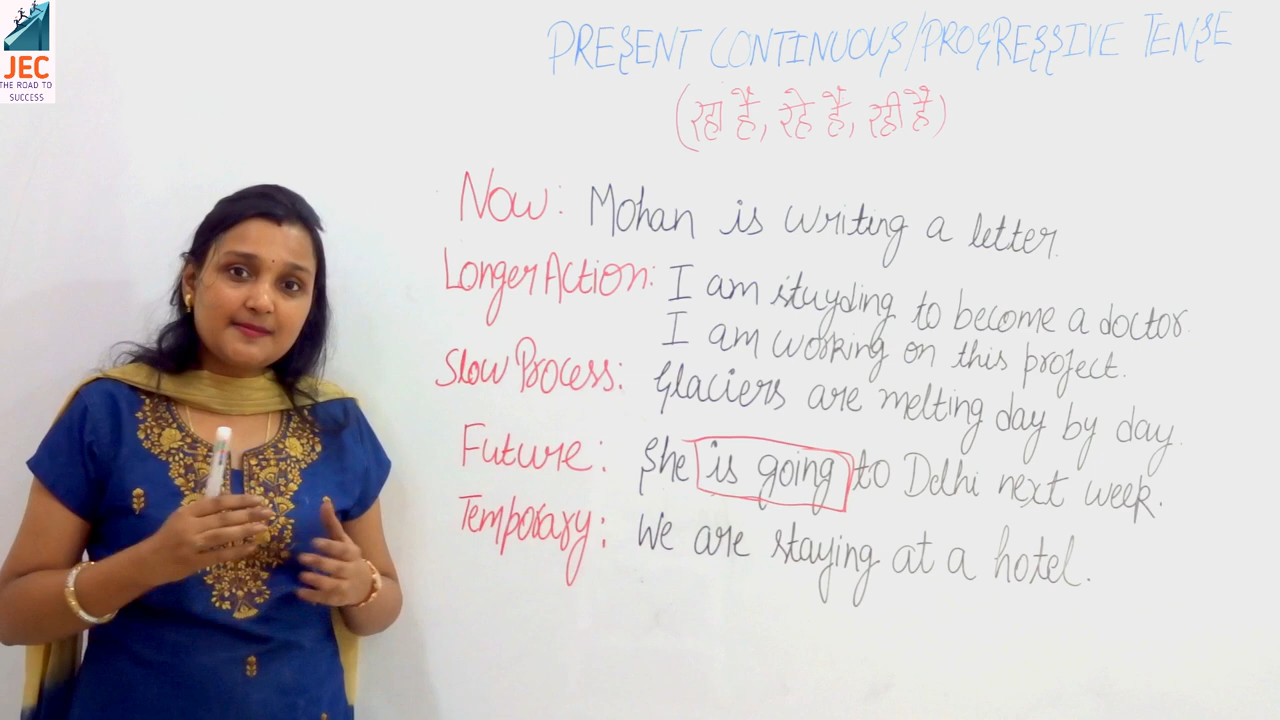 JEC
THE ROAD TO
SUCCESS
PRESENT CONTINUOUS/PROGRESSIVE TENSE
(रहा है, रहे हैं, रही है)
Now: Mohan is writing a letter.
Longer Action: I am stuyding to become a doctor.
I am working on this project.
Slow Process: Glaciers are melting day by day.
Future: She is going to Delhi next week.
Temporary: We are staying at a hotel.